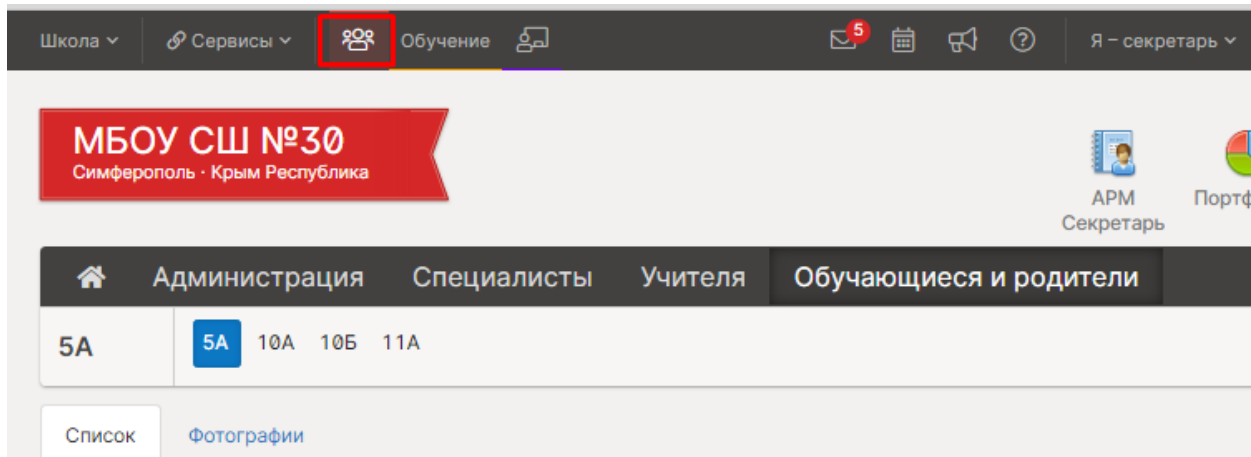 Школа Сервисы Обучение 5 Я – секретарь
МБОУ СШ №30
Симферополь · Крым Республика
АРМ
Секретарь
Портф
Администрация Специалисты Учителя Обучающиеся и родители
5А 5А 10А 10Б 11А
Список Фотографии